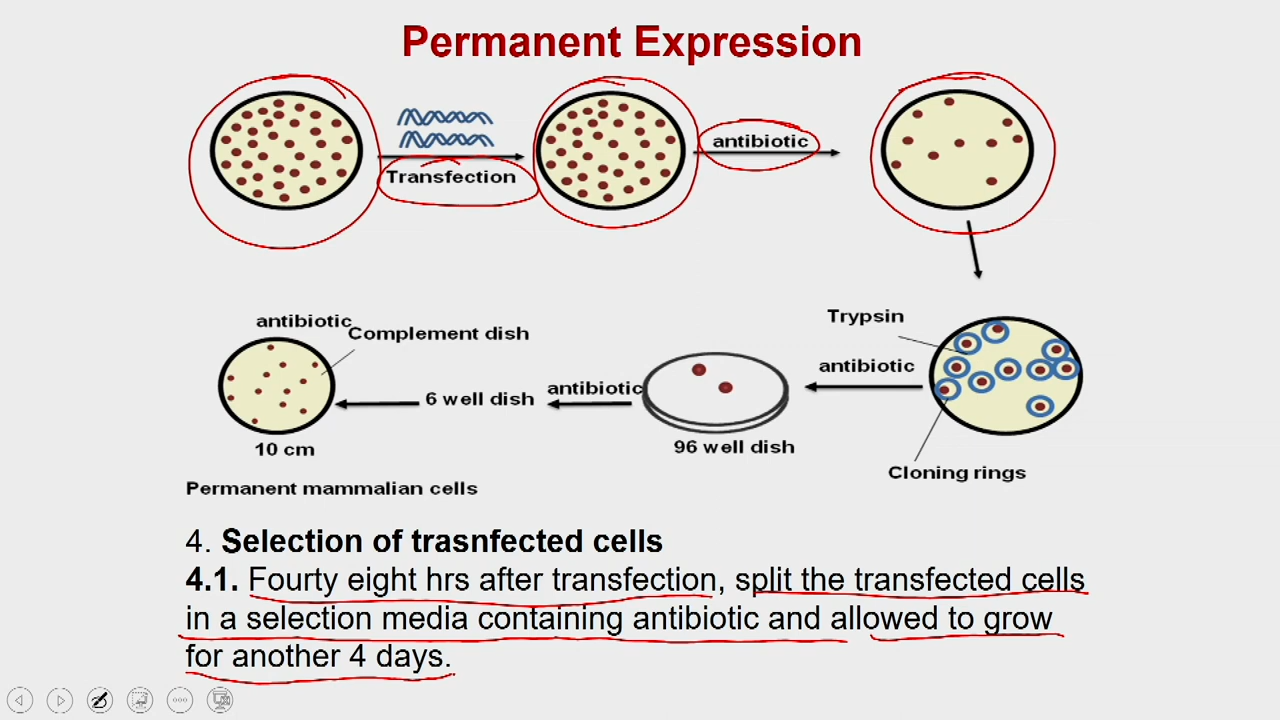 Permanent Expression
Transfection
antibiotic
Trypsin
antibiotic
Cloning rings
96 well dish
antibiotic
6 well dish
antibiotic
Complement dish
10 cm
Permanent mammalian cells
4. Selection of trasnfected cells
4.1. Fourty eight hrs after transfection, split the transfected cells
in a selection media containing antibiotic and allowed to grow
for another 4 days.